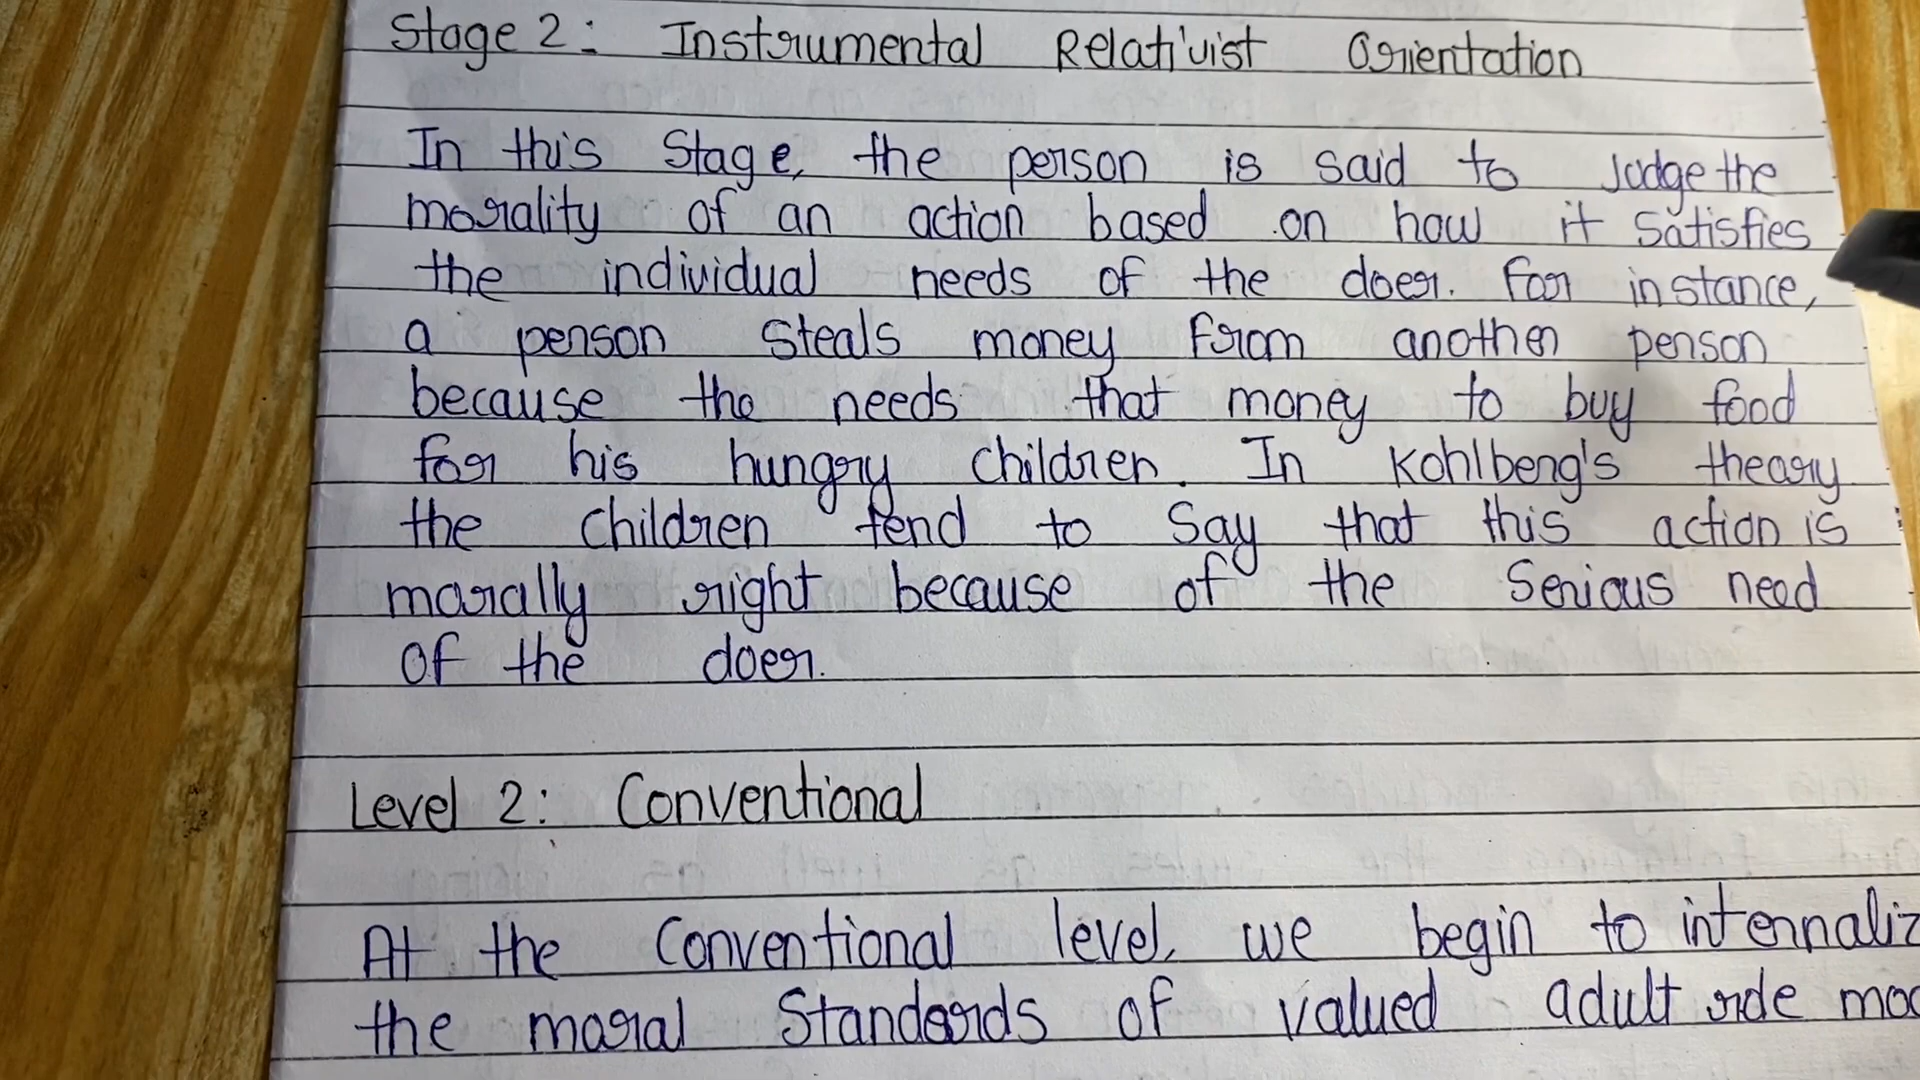 Stage 2: Instrumental Relativist Orientation
In this Stage, the person is said to Judge the
morality of an action based on how it Satisfies
the individual needs of the doer. For instance,
a person steals money from another person
because the needs that money to buy food
for his hungry children. In Kohlberg's theory
the children tend to Say that this action is
morally right because of the Serious need
of the doer.
Level 2: Conventional
At the Conventional level, we begin to internaliz
the moral Standards of valued adult role mod